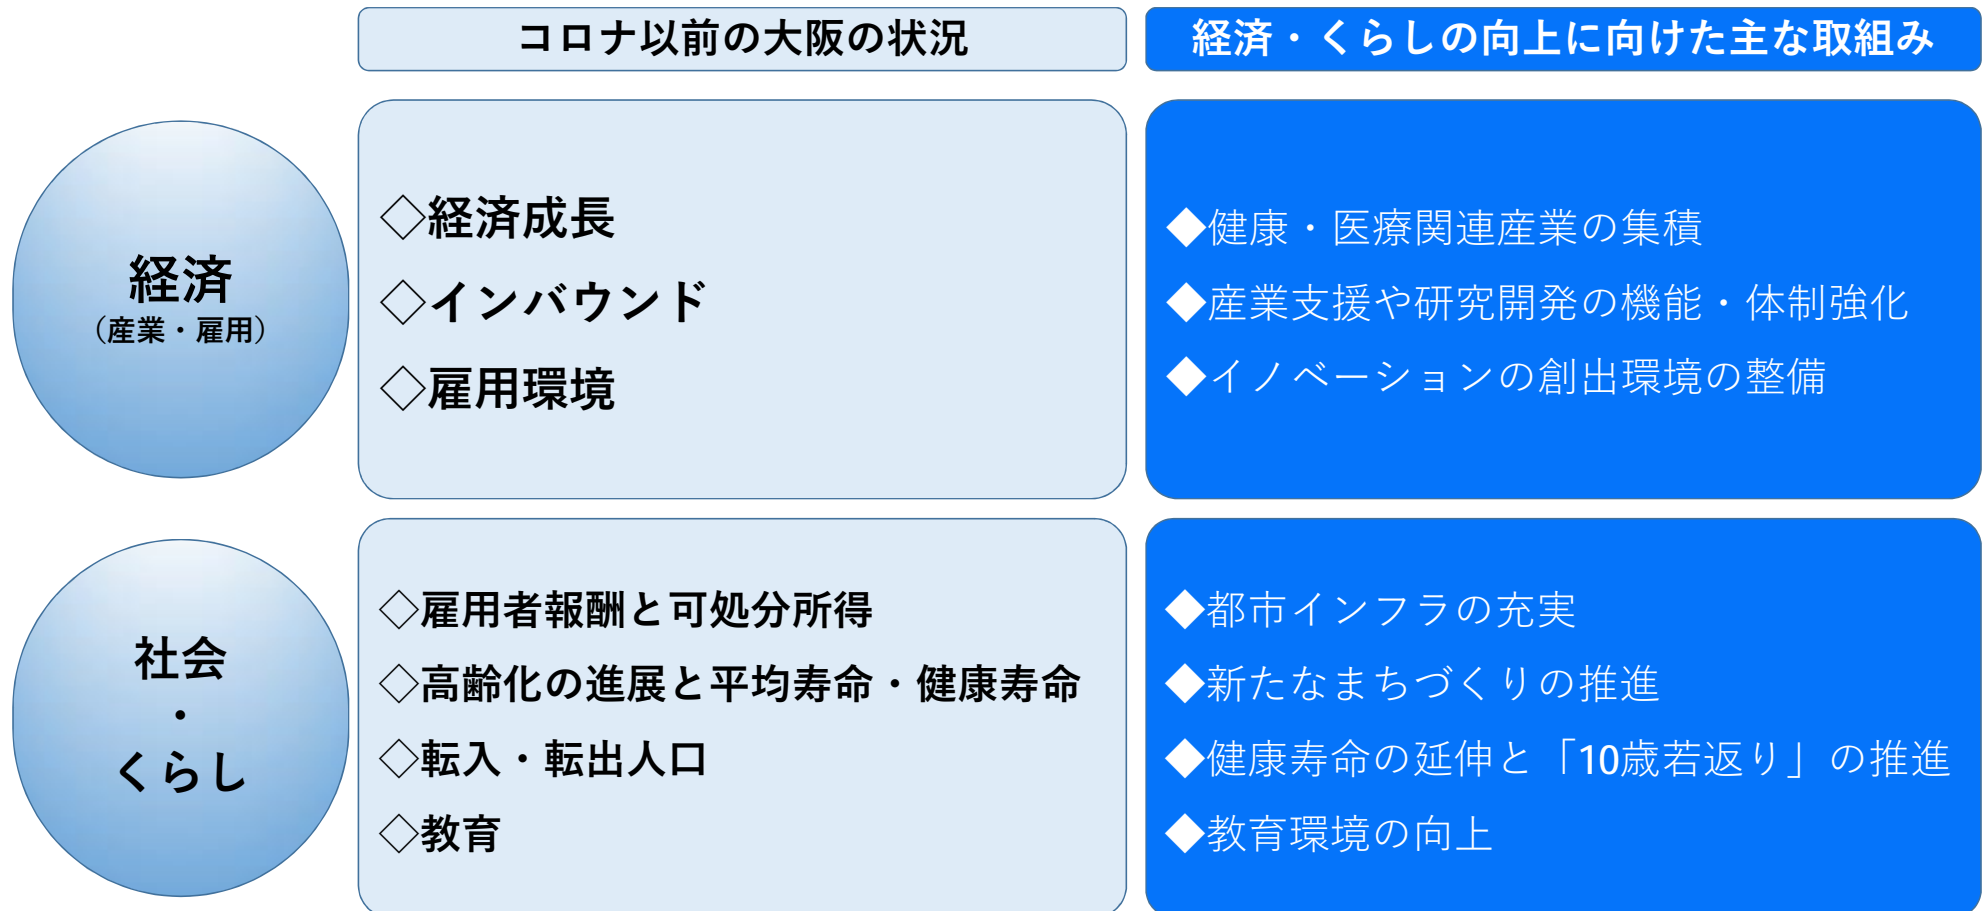 コロナ以前の大阪の状況
経済・くらしの向上に向けた主な取組み
経済
（産業・雇用）
◇経済成長
◇インバウンド
◇雇用環境
◆健康・医療関連産業の集積
◆産業支援や研究開発の機能・体制強化
◆イノベーションの創出環境の整備
社会
・
くらし
◇雇用者報酬と可処分所得
◇高齢化の進展と平均寿命・健康寿命
◇転入・転出人口
◇教育
◆都市インフラの充実
◆新たなまちづくりの推進
◆健康寿命の延伸と「10歳若返り」の推進
◆教育環境の向上